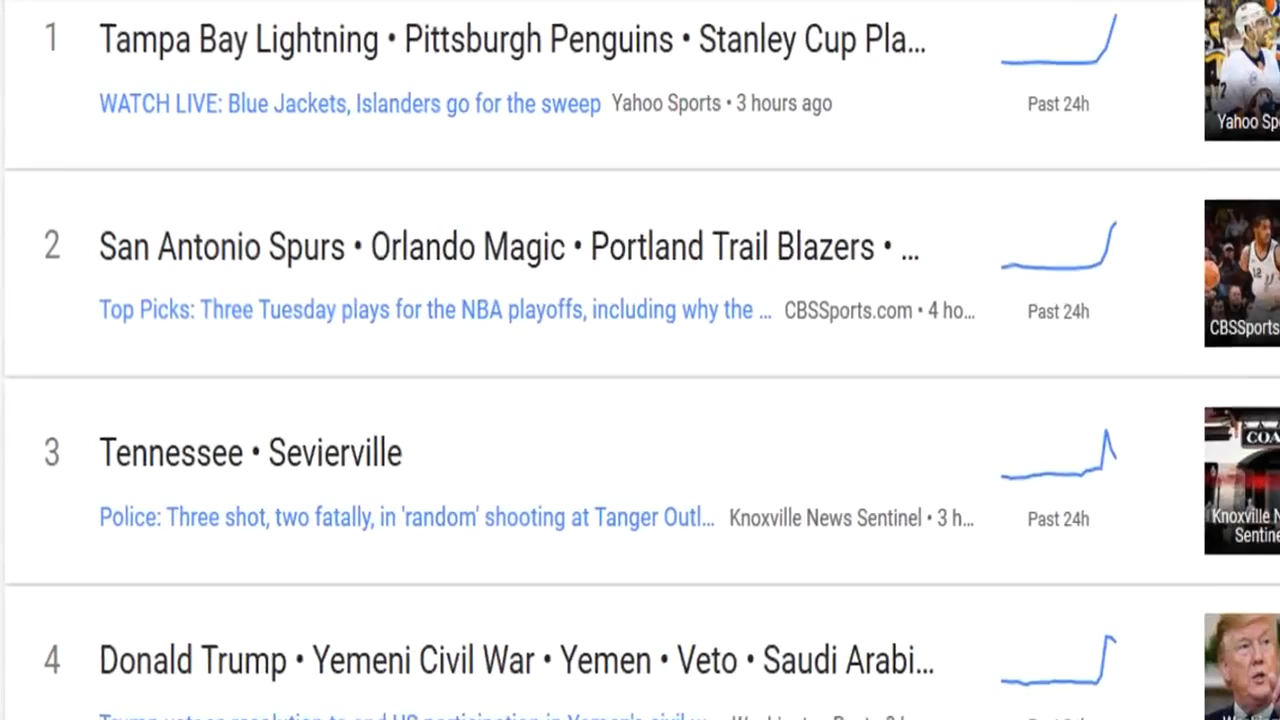 1
Tampa Bay Lightning • Pittsburgh Penguins • Stanley Cup Pla...
WATCH LIVE: Blue Jackets, Islanders go for the sweep Yahoo Sports • 3 hours ago
Past 24h
Yahoo Sp
2
San Antonio Spurs • Orlando Magic • Portland Trail Blazers • ...
Top Picks: Three Tuesday plays for the NBA playoffs, including why the ... CBSSports.com • 4 ho...
Past 24h
CBSSports
3
Tennessee • Sevierville
Police: Three shot, two fatally, in 'random' shooting at Tanger Outl... Knoxville News Sentinel • 3 h...
Past 24h
COA
Knoxville N
Sentine
4
Donald Trump • Yemeni Civil War • Yemen • Veto • Saudi Arabi...